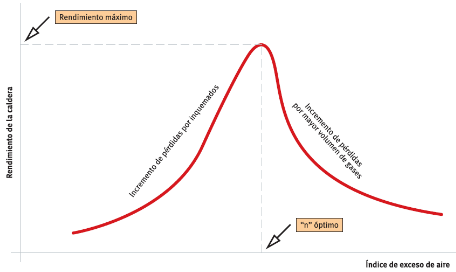 Rendimiento máximo
Rendimiento de la caldera
Incremento de pérdidas por inquemados
Incremento de pérdidas
por mayor volumen de gases
"n" óptimo
Índice de exceso de aire